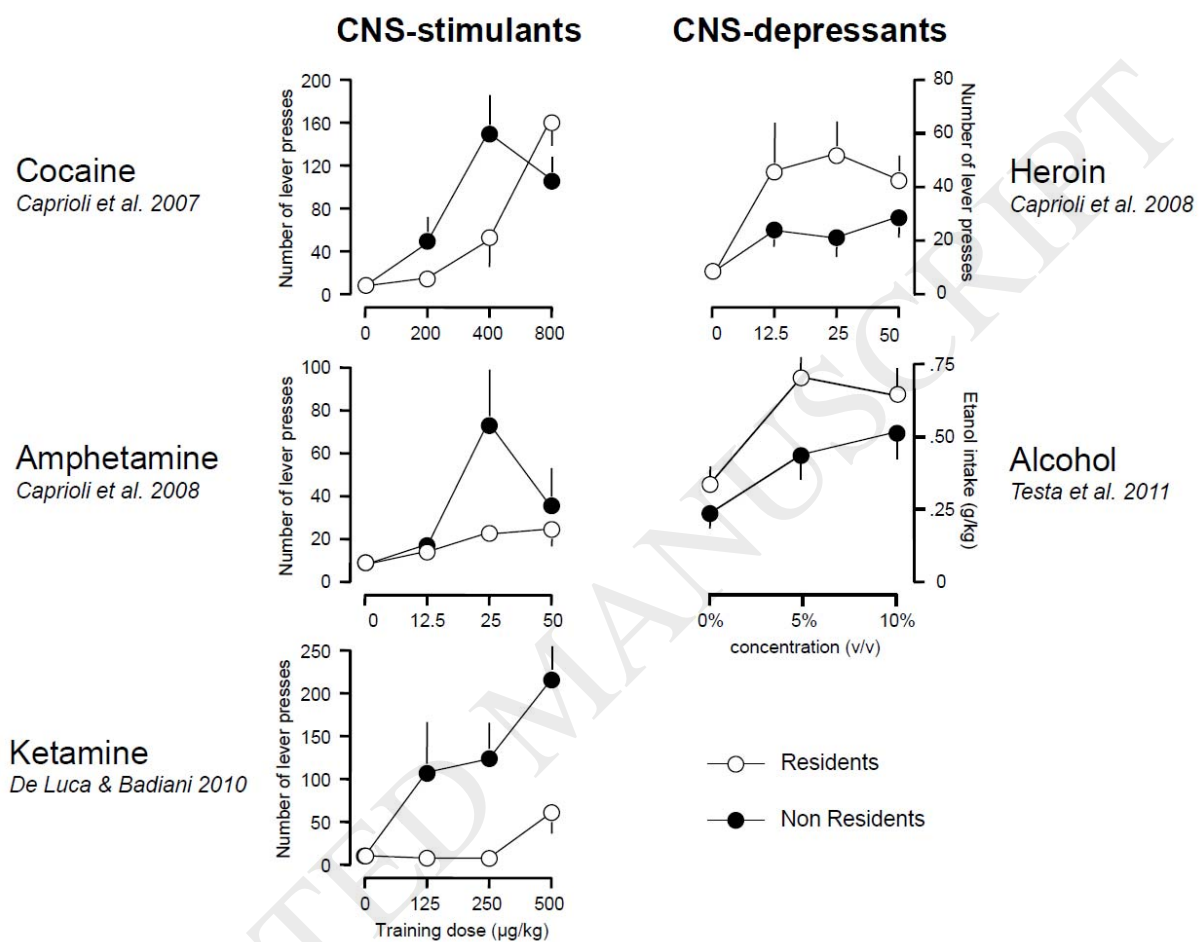 CNS-stimulants
CNS-depressants
Cocaine
Caprioli et al. 2007
Number of lever presses
200
160
120
80
40
0
0 200 400 800
80
60
40
20
0
Number of lever presses
0 12.5 25 50
Heroin
Caprioli et al. 2008
Amphetamine
Caprioli et al. 2008
Number of lever presses
100
80
60
40
20
0
0 12.5 25 50
.75
.50
.25
0
Etanol intake (g/kg)
0% 5% 10%
concentration (v/v)
Alcohol
Testa et al. 2011
Ketamine
De Luca & Badiani 2010
Number of lever presses
250
200
150
100
50
0
0 125 250 500
Training dose (µg/kg)
Residents
Non Residents
TED MANUSCRIPT